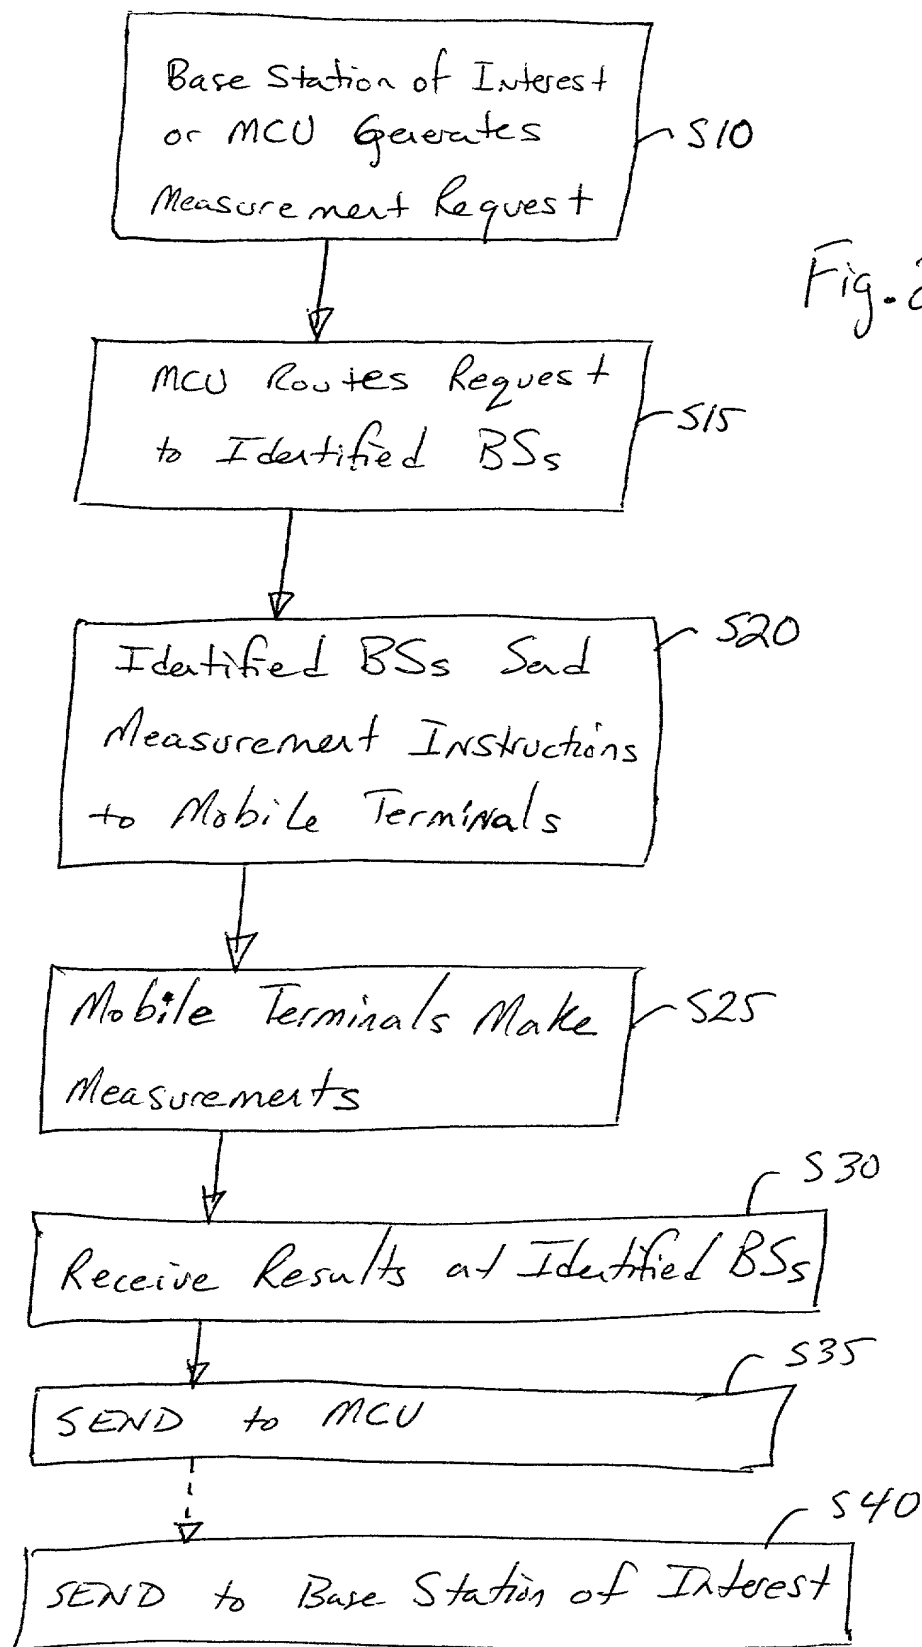 Base Station of Interest
or MCU Generates
Measurement Request
S10
Fig. 2
MCU Routes Request
to Identified BSs
S15
Identified BSs Send
Measurement Instructions
to Mobile Terminals
S20
Mobile Terminals Make
Measurements
S25
S30
Receive Results at Identified BSs
S35
SEND to MCU
S40
SEND to Base Station of Interest